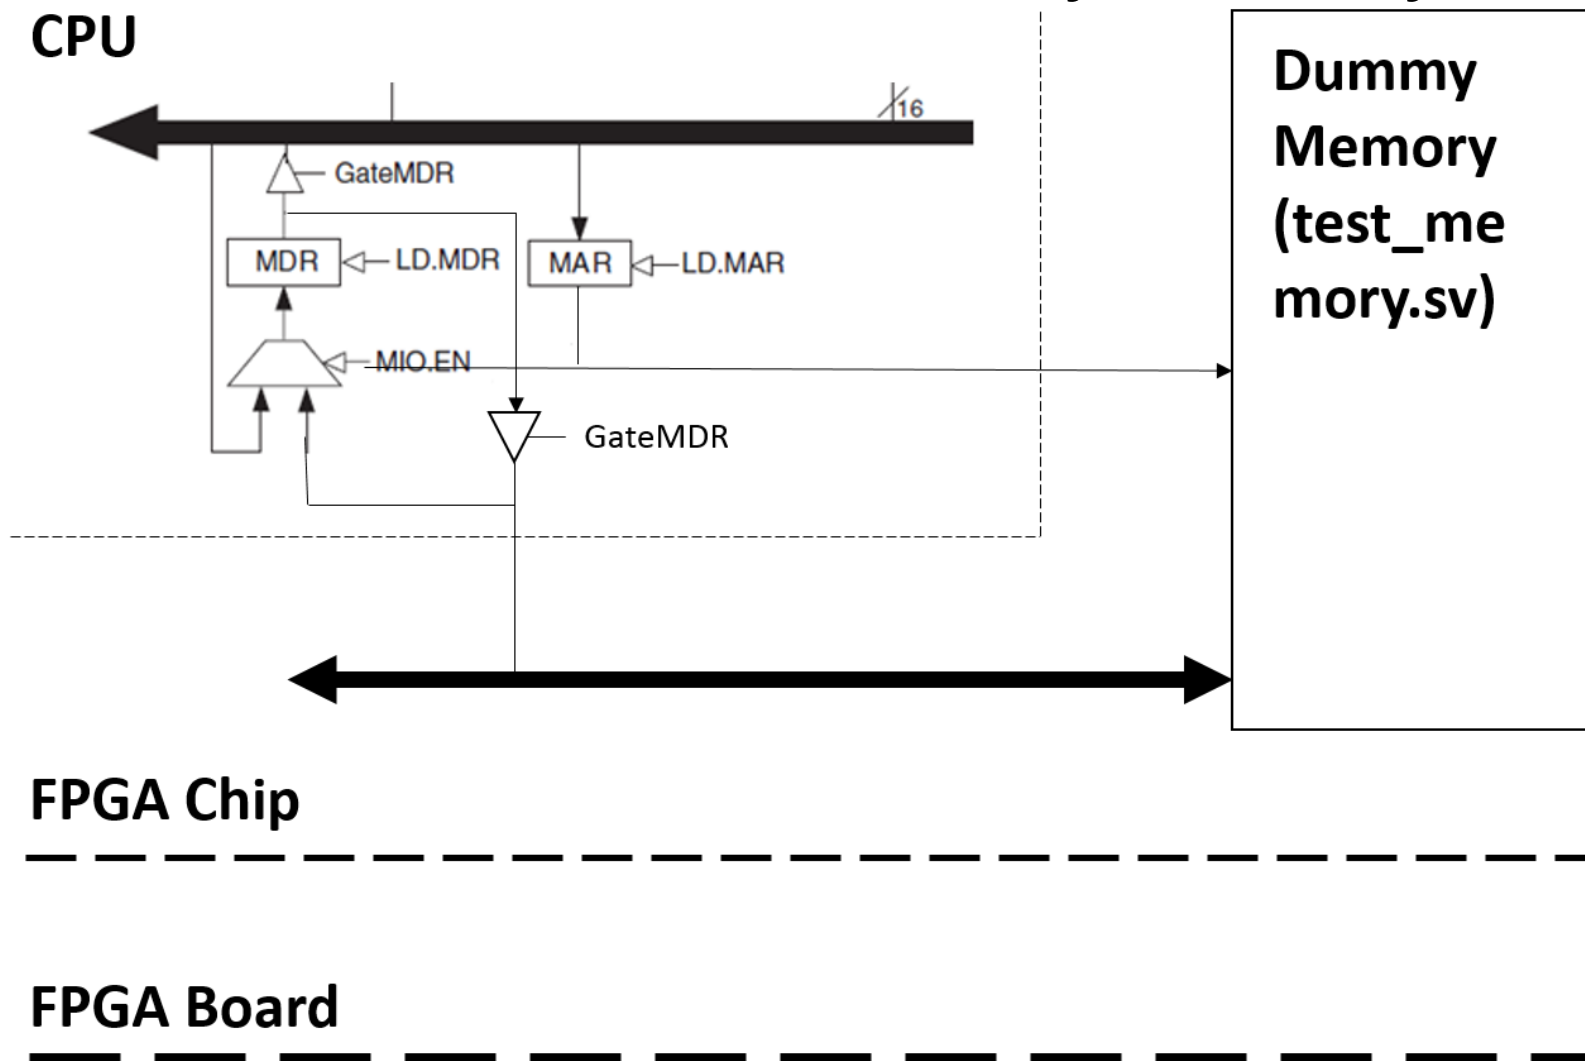 CPU
Dummy
Memory
(test_me
mory.sv)
16
GateMDR
MDR
LD.MDR
MAR
LD.MAR
MIO.EN
GateMDR
FPGA Chip
FPGA Board